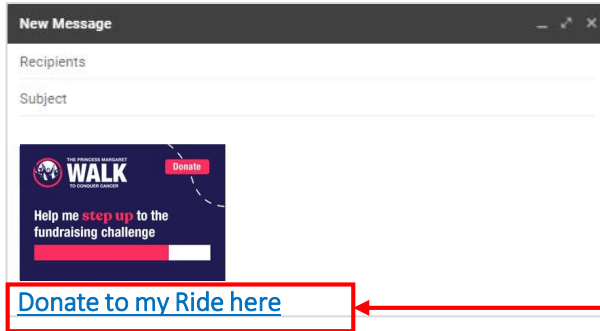 New Message
Recipients
Subject
THE PRINCESS MARGARET
WALK
TO CONQUER CANCER
Donate
Help me step up to the
fundraising challenge
Donate to my Ride here